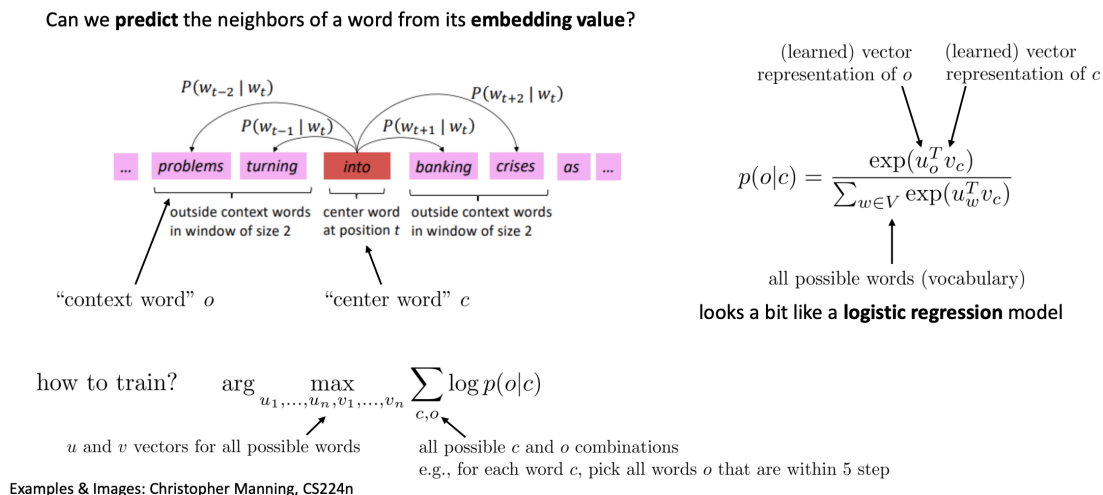 Can we predict the neighbors of a word from its embedding value?
P(w_{t-2} | w_t)
P(w_{t-1} | w_t)
P(w_{t+1} | w_t)
P(w_{t+2} | w_t)
... problems turning into banking crises as ...
outside context words
in window of size 2
center word
at position t
outside context words
in window of size 2
"context word" o
"center word" c
(learned) vector
representation of o
(learned) vector
representation of c
p(o|c) = \frac{exp(u_o^T v_c)}{\sum_{w∈V} exp(u_w^T v_c)}
all possible words (vocabulary)
looks a bit like a logistic regression model
how to train? arg max_{u_1,...,u_n,v_1,...,v_n} \sum_{c,o} log p(o|c)
u and v vectors for all possible words
all possible c and o combinations
e.g., for each word c, pick all words o that are within 5 step
Examples & Images: Christopher Manning, CS224n